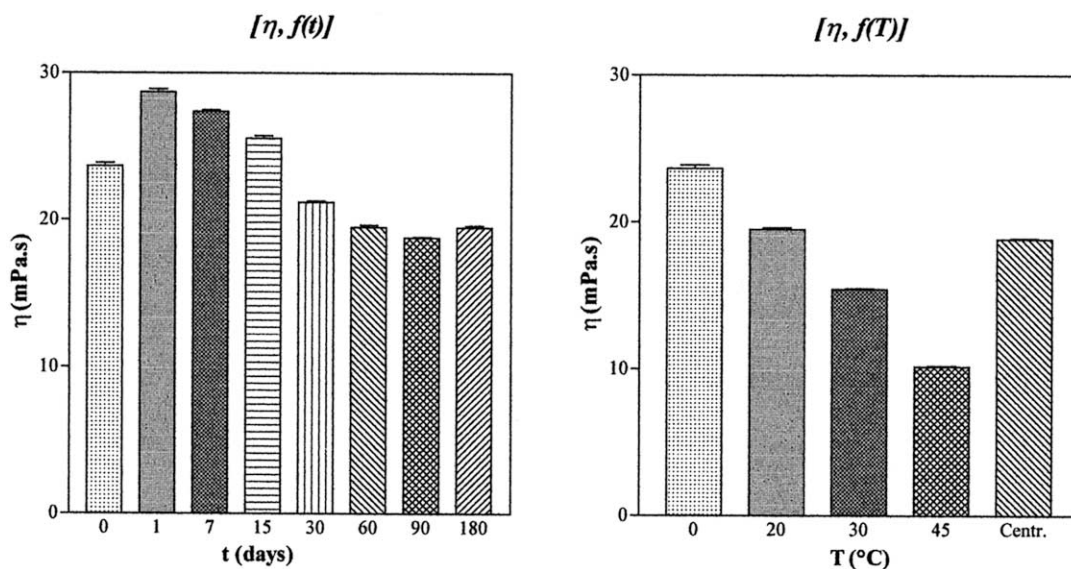 [η, f(t)]
30
20
10
0
η (mPa.s)
0 1 7 15 30 60 90 180
t (days)
[η, f(T)]
30
20
10
0
η (mPa.s)
0 20 30 45 Centr.
T (°C)